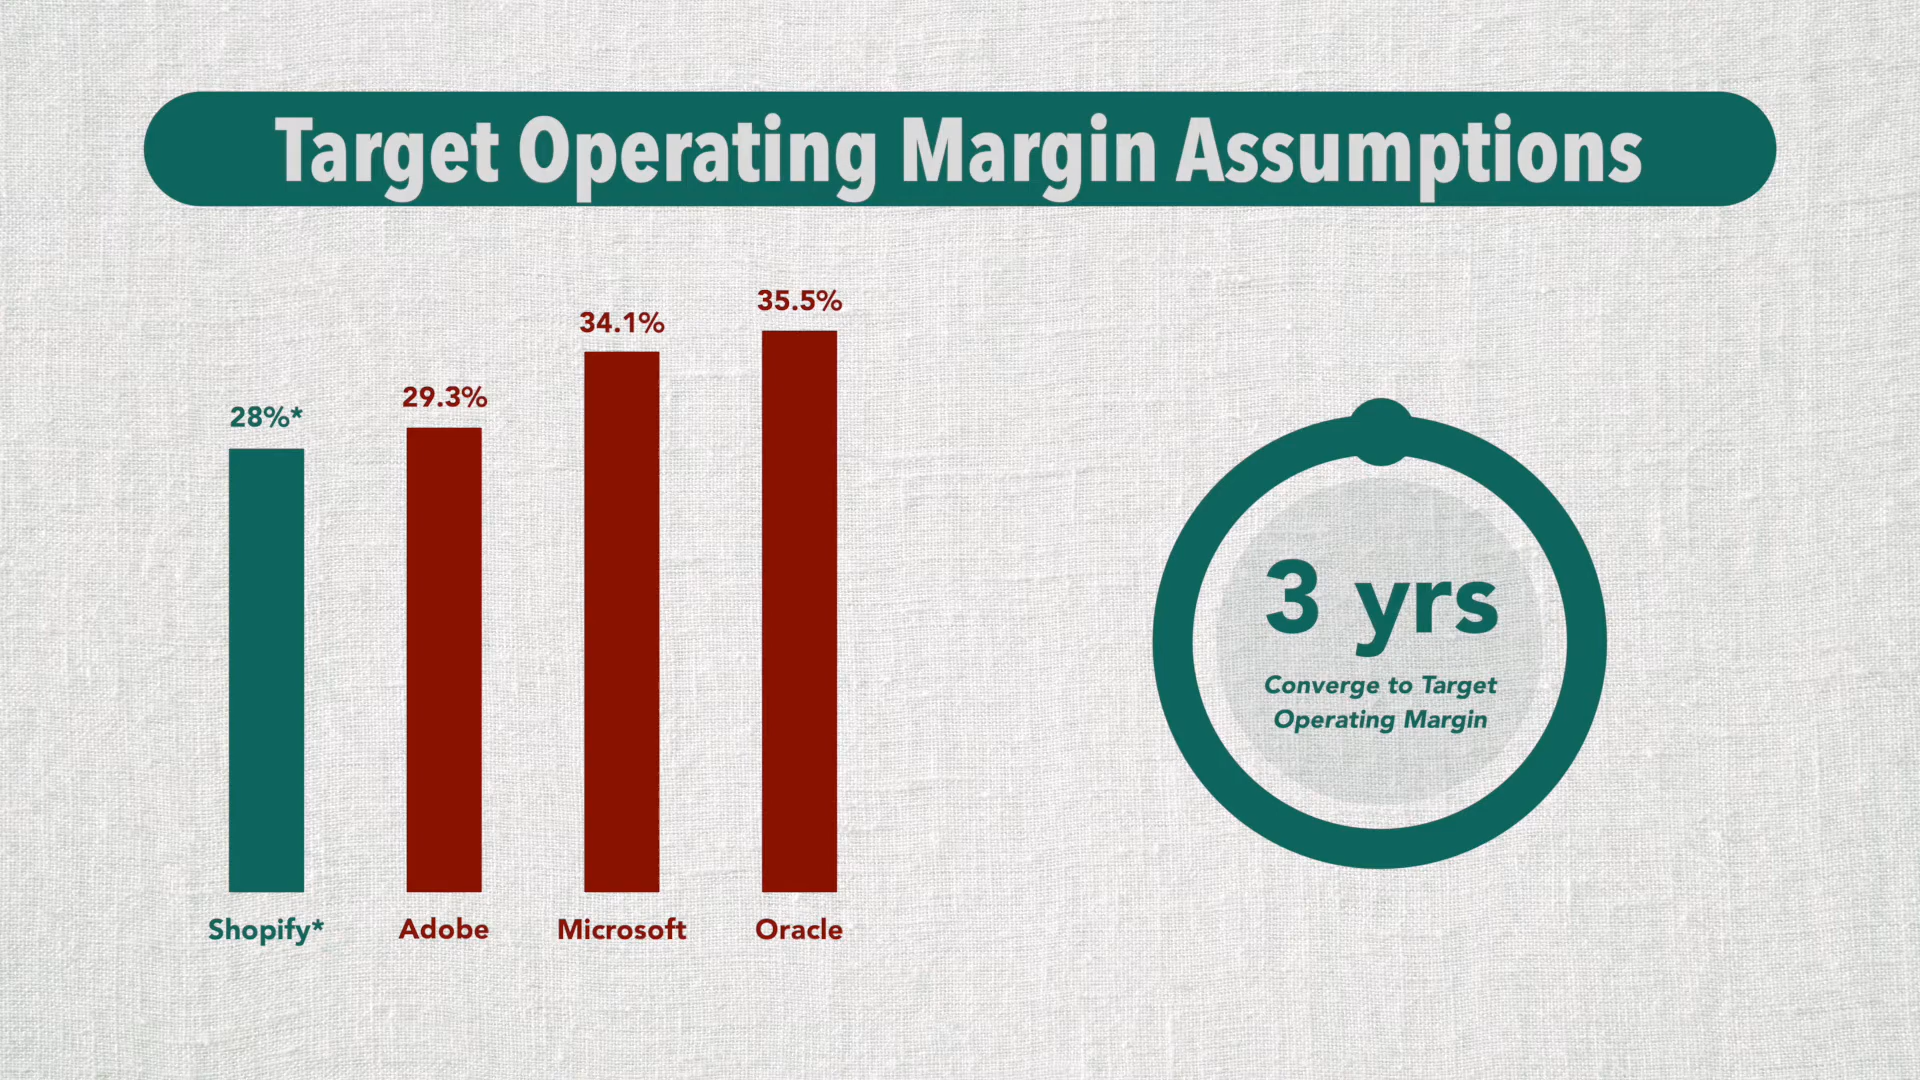 Target Operating Margin Assumptions
28%*
29.3%
34.1%
35.5%
Shopify*
Adobe
Microsoft
Oracle
3 yrs
Converge to Target
Operating Margin